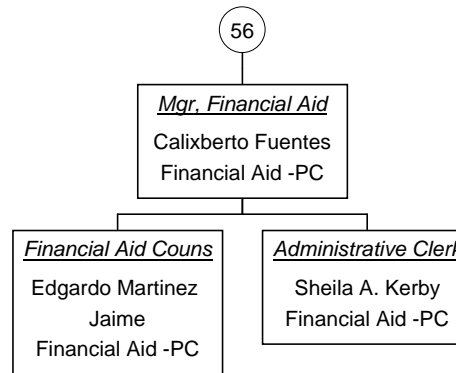 56
Mgr, Financial Aid
Calixberto Fuentes
Financial Aid -PC
Financial Aid Couns
Edgardo Martinez
Jaime
Financial Aid -PC
Administrative Clerk
Sheila A. Kerby
Financial Aid -PC